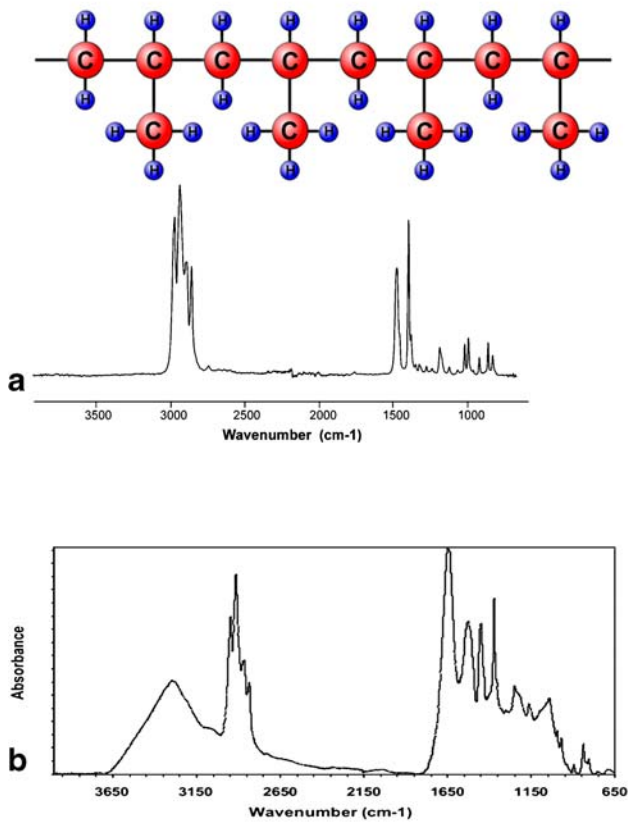 H H H H H H H H
C C C C C C C C
H H H H
H C H H C H H C H H C H
H H H H
a
3500 3000 2500 2000 1500 1000
Wavenumber (cm-1)
Absorbance
b
3650 3150 2650 2150 1650 1150 650
Wavenumber (cm-1)